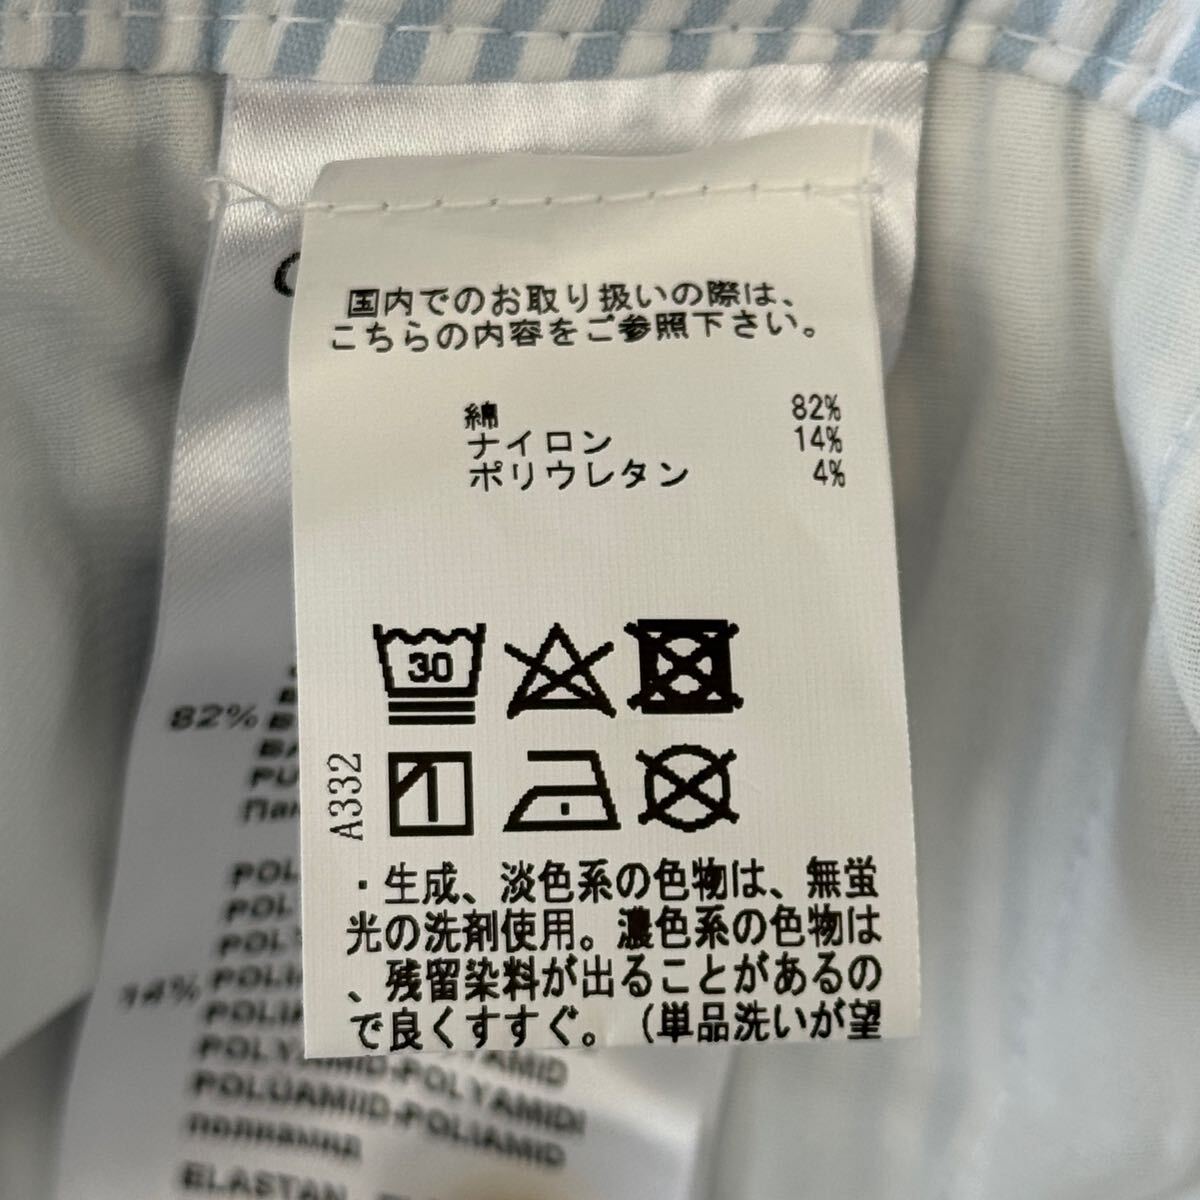 国内でのお取り扱いの際は、
こちらの内容をご参照下さい。
綿 82%
ナイロン 14%
ポリウレタン 4%
30
A332
・生成、淡色系の色物は、無蛍
光の洗剤使用。濃色系の色物は
、残留染料が出ることがあるの
で良くすすぐ。（単品洗いが望
82%
14%
POLYAMID-POLYAMIDI
POLÜAMIID-POLIAMID
полиамид
ELASTAN